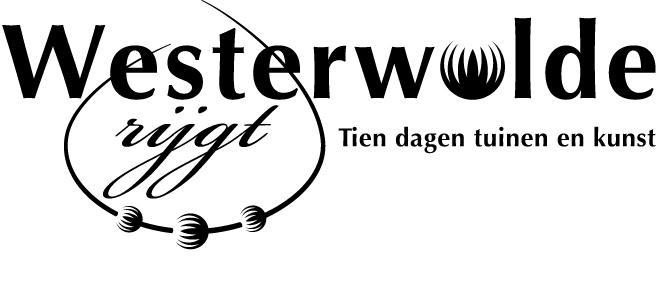 Westerwolde
rijgt
Tien dagen tuinen en kunst